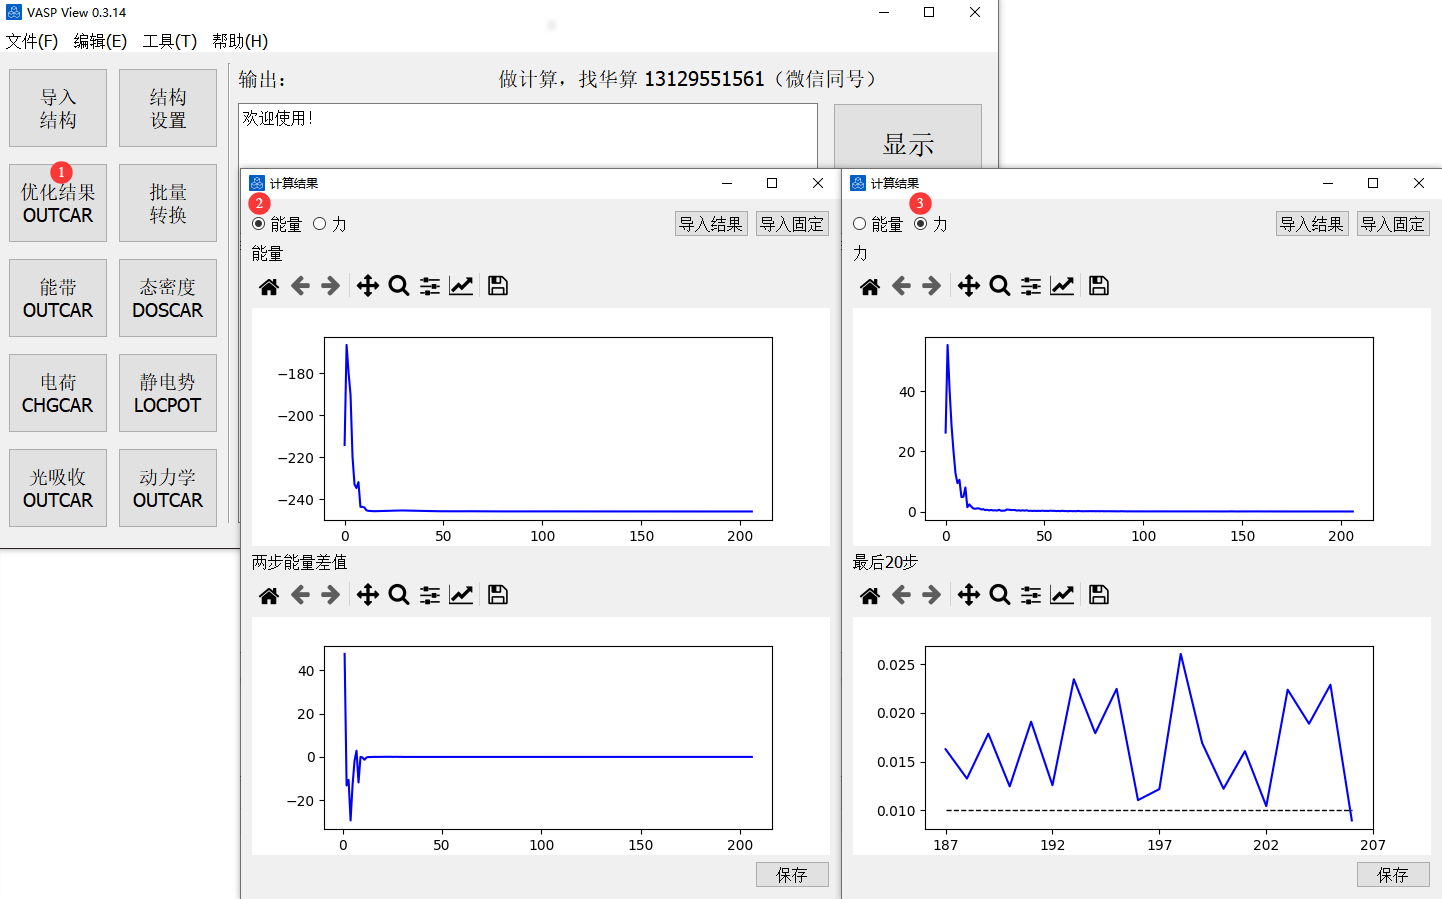 VASP View 0.3.14
文件(F) 编辑(E) 工具(T) 帮助(H)
导入
结构
结构
设置
1
优化结果
OUTCAR
批量
转换
能带
OUTCAR
态密度
DOSCAR
电荷
CHGCAR
静电势
LOCPOT
光吸收
OUTCAR
动力学
OUTCAR
输出:
做计算，找华算 13129551561（微信同号）
欢迎使用!
显示
计算结果
2
能量 力 导入结果 导入固定
能量
−180
−200
−220
−240
0 50 100 150 200
两步能量差值
40
20
0
−20
0 50 100 150 200
保存
计算结果
3
能量 力 导入结果 导入固定
力
40
20
0
0 50 100 150 200
最后20步
0.025
0.020
0.015
0.010
187 192 197 202 207
保存